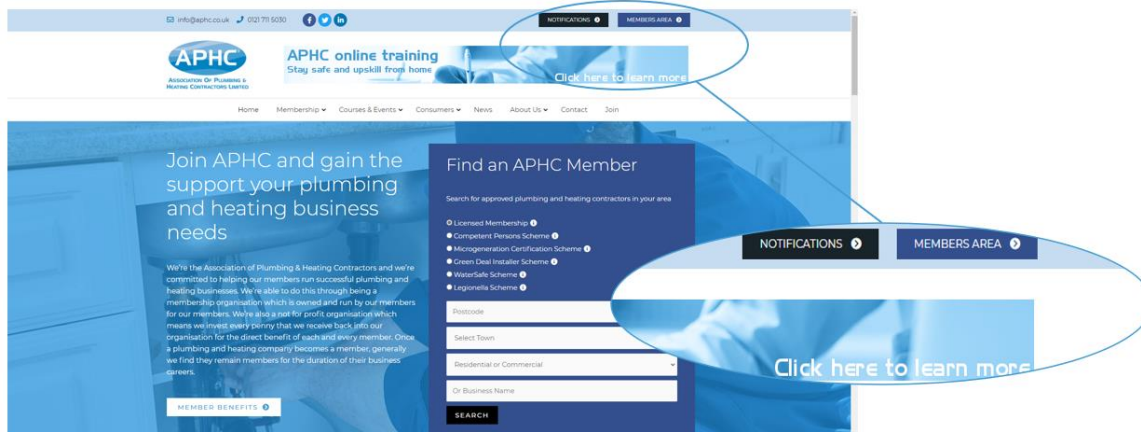 info@aphc.co.uk 0121 711 5030
NOTIFICATIONS MEMBERS AREA
APHC
ASSOCIATION OF PLUMBING &
HEATING CONTRACTORS LIMITED
APHC online training
Stay safe and upskill from home
Click here to learn more
Home Membership Courses & Events Consumers News About Us Contact Join
Join APHC and gain the
support your plumbing
and heating business
needs
We're the Association of Plumbing & Heating Contractors and we're
committed to helping our members run successful plumbing and
heating businesses. We're able to do this through being a
membership organisation which is owned and run by our members
for our members. We're also a not for profit organisation which
means we invest every penny that we receive back into our
organisation for the direct benefit of each and every member. Once
a plumbing and heating company becomes a member, generally
we find they remain members for the duration of their business
careers.
MEMBER BENEFITS
Find an APHC Member
Search for approved plumbing and heating contractors in your area
Licensed Membership
Competent Persons Scheme
Microgeneration Certification Scheme
Green Deal Installer Scheme
WaterSafe Scheme
Legionella Scheme
Postcode
Select Town
Residential or Commercial
Or Business Name
SEARCH
NOTIFICATIONS MEMBERS AREA
Click here to learn more